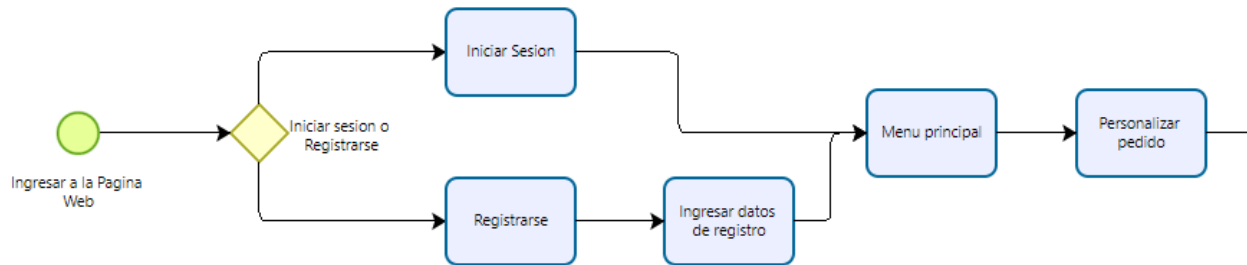 Iniciar Sesion
Iniciar sesion o
Registrarse
Ingresar a la Pagina
Web
Registrarse
Ingresar datos
de registro
Menu principal
Personalizar
pedido